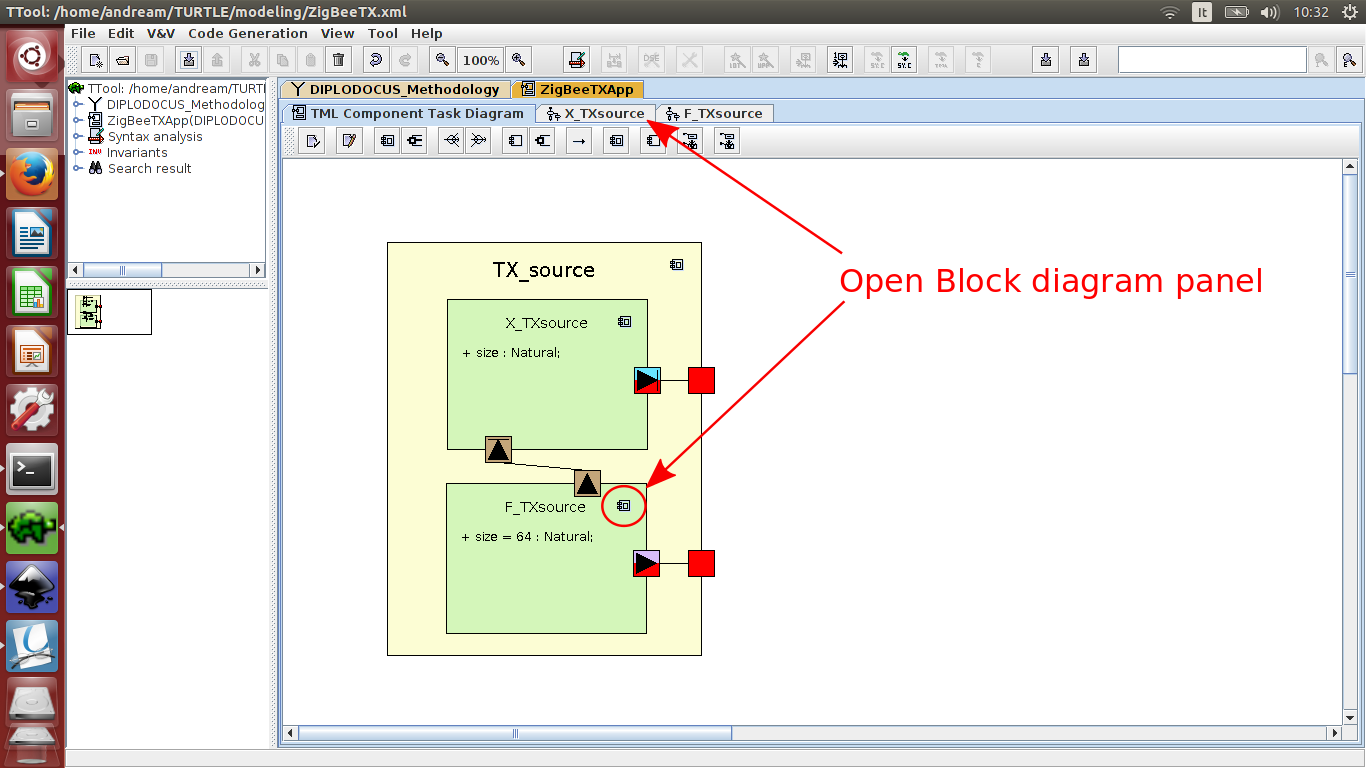 TTool: /home/andream/TURTLE/modeling/ZigBeeTX.xml
It
10:32
File Edit V&V Code Generation View Tool Help
100%
TTool: /home/andream/TURTL
DIPLODOCUS_Methodolog
ZigBeeTXApp(DIPLODOCU
Syntax analysis
INV Invariants
Search result
DIPLODOCUS_Methodology ZigBeeTXApp
TML Component Task Diagram X_TXsource F_TXsource
TX_source
X_TXsource
+ size : Natural;
F_TXsource
+ size = 64 : Natural;
Open Block diagram panel